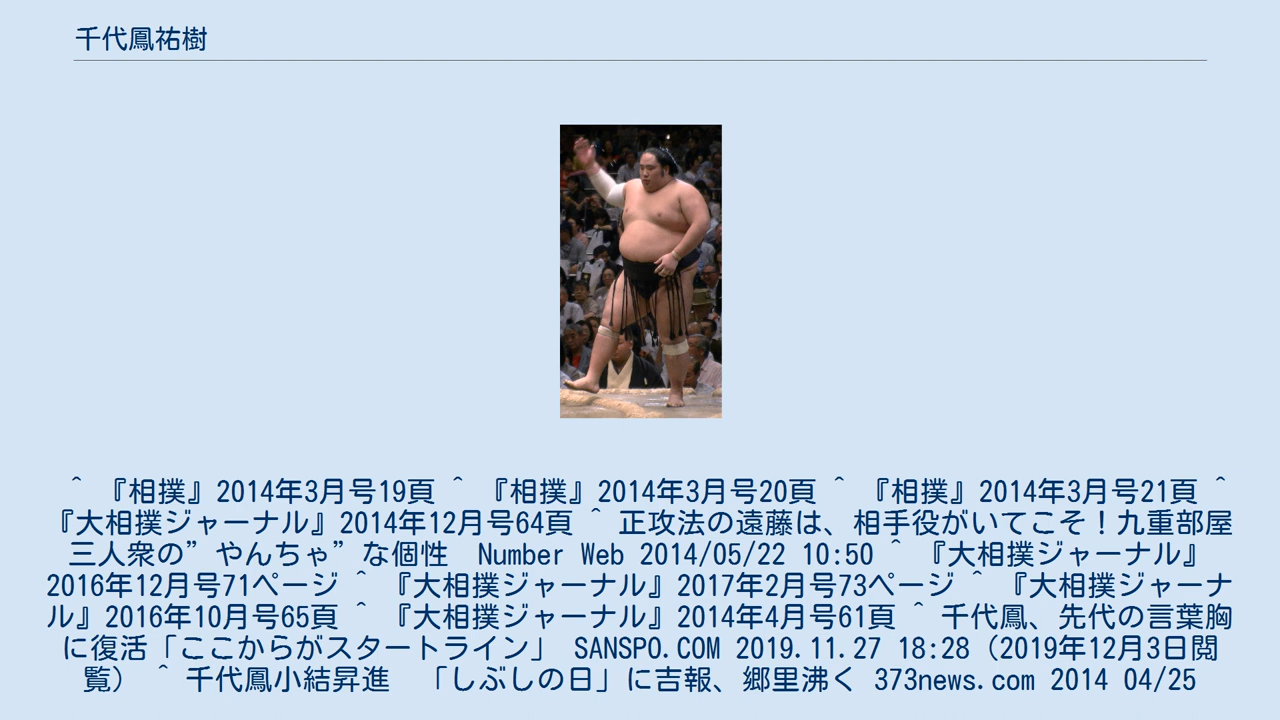 千代鳳祐樹
＾ 『相撲』2014年3月号19頁 ＾ 『相撲』2014年3月号20頁 ＾ 『相撲』2014年3月号21頁 ＾
『大相撲ジャーナル』2014年12月号64頁 ＾ 正攻法の遠藤は、相手役がいてこそ！九重部屋
三人衆の”やんちゃ”な個性　Number Web 2014/05/22 10:50 ＾ 『大相撲ジャーナル』
2016年12月号71ページ ＾ 『大相撲ジャーナル』2017年2月号73ページ ＾ 『大相撲ジャーナ
ル』2016年10月号65頁 ＾ 『大相撲ジャーナル』2014年4月号61頁 ＾ 千代鳳、先代の言葉胸
に復活「ここからがスタートライン」 SANSPO.COM 2019.11.27 18:28（2019年12月3日閲
覧） ＾ 千代鳳小結昇進　「しぶしの日」に吉報、郷里沸く 373news.com 2014 04/25